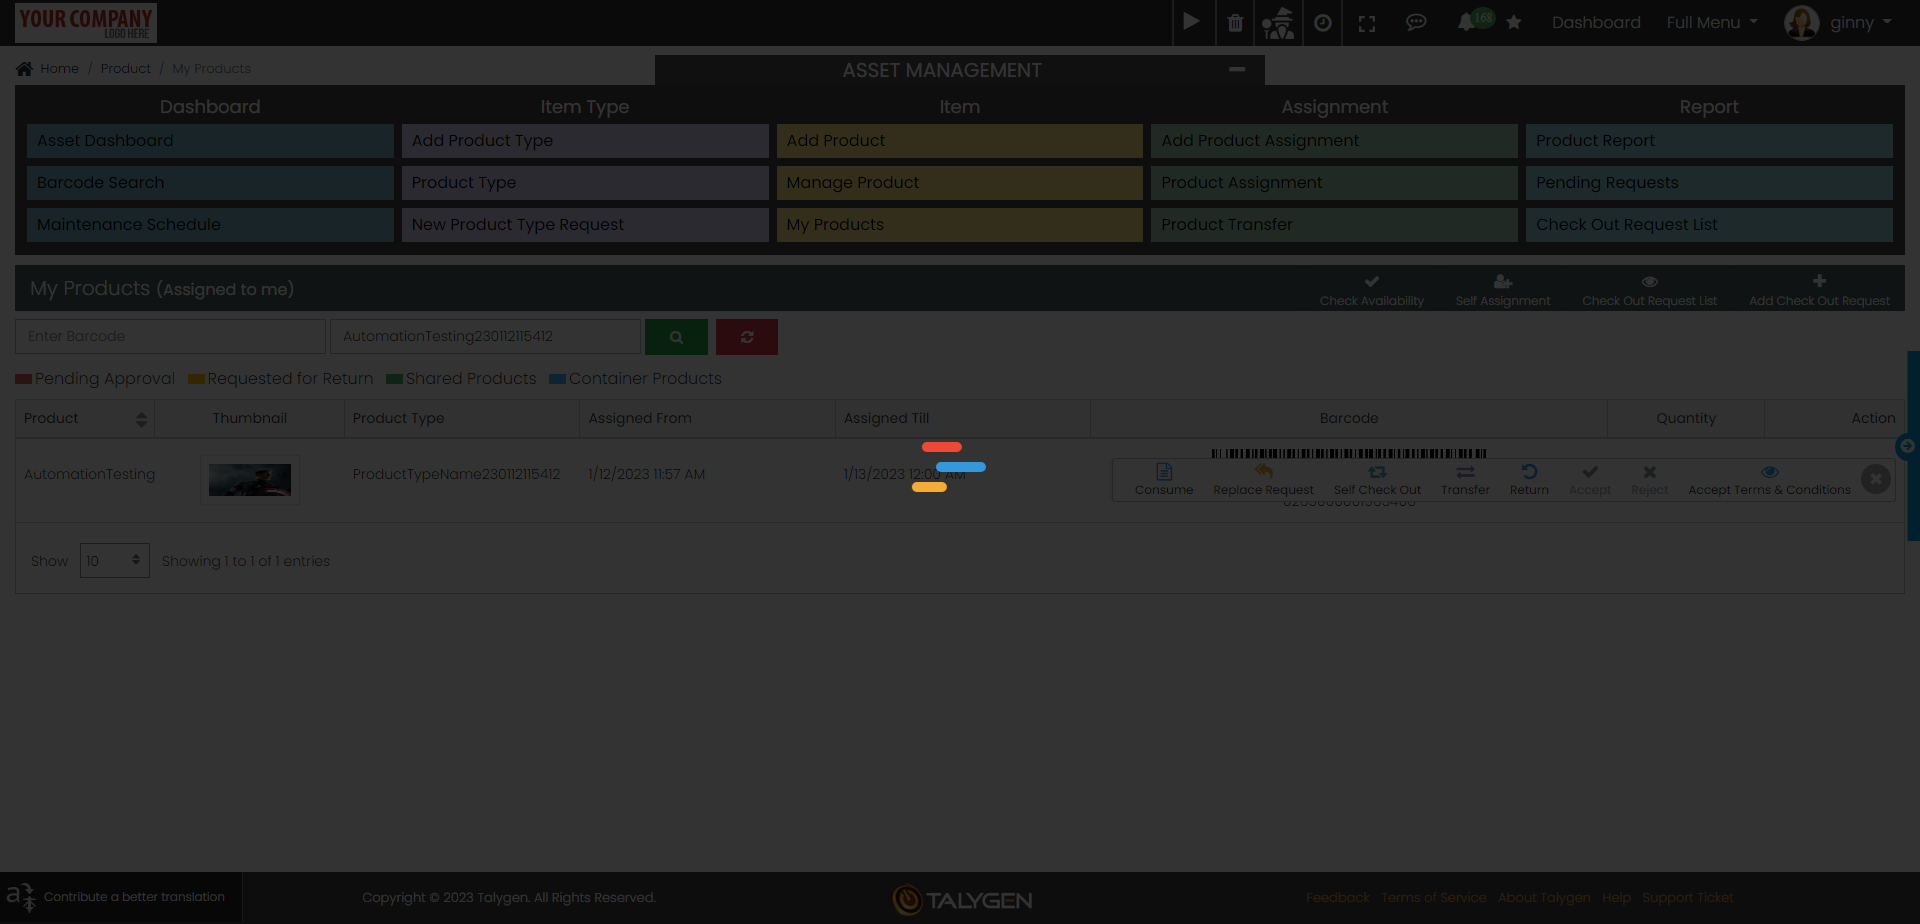 YOUR COMPANY
LOGO HERE
168
Dashboard
Full Menu
ginny
Home / Product / My Products
ASSET MANAGEMENT
Dashboard
Item Type
Item
Assignment
Report
Asset Dashboard
Add Product Type
Add Product
Add Product Assignment
Product Report
Barcode Search
Product Type
Manage Product
Product Assignment
Pending Requests
Maintenance Schedule
New Product Type Request
My Products
Product Transfer
Check Out Request List
My Products (Assigned to me)
Check Availability
Self Assignment
Check Out Request List
Add Check Out Request
Enter Barcode
AutomationTesting230112115412
Pending Approval
Requested for Return
Shared Products
Container Products
Product
Thumbnail
Product Type
Assigned From
Assigned Till
Barcode
Quantity
Action
AutomationTesting
ProductTypeName230112115412
1/12/2023 11:57 AM
1/13/2023 12:00 AM
Consume
Replace Request
Self Check Out
Transfer
Return
Accept
Reject
Accept Terms & Conditions
Show 10 Showing 1 to 1 of 1 entries
Contribute a better translation
Copyright © 2023 Talygen. All Rights Reserved.
TALYGEN
Feedback
Terms of Service
About Talygen
Help
Support Ticket